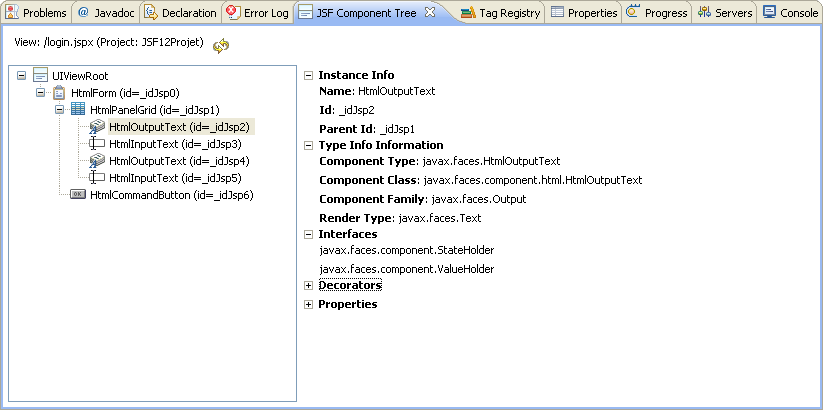 Problems Javadoc Declaration Error Log JSF Component Tree Tag Registry Properties Progress Servers Console
View: /login.jspx (Project: JSF12Projet)
UIViewRoot
HtmlForm (id=_idJsp0)
HtmlPanelGrid (id=_idJsp1)
HtmlOutputText (id=_idJsp2)
HtmlInputText (id=_idJsp3)
HtmlOutputText (id=_idJsp4)
HtmlInputText (id=_idJsp5)
OK HtmlCommandButton (id=_idJsp6)
Instance Info
Name: HtmlOutputText
Id: _idJsp2
Parent Id: _idJsp1
Type Info Information
Component Type: javax.faces.HtmlOutputText
Component Class: javax.faces.component.html.HtmlOutputText
Component Family: javax.faces.Output
Render Type: javax.faces.Text
Interfaces
javax.faces.component.StateHolder
javax.faces.component.ValueHolder
Decorators
Properties